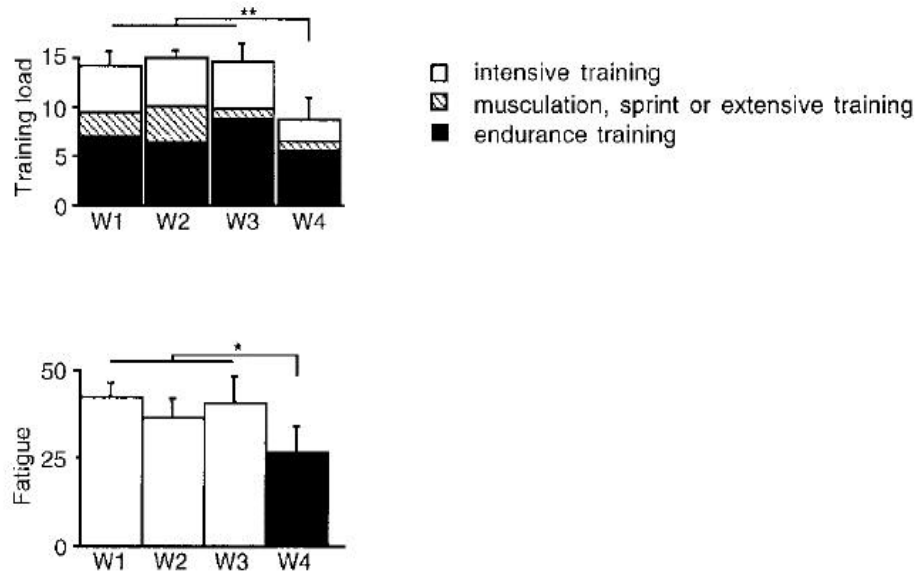 **
Training load
15
10
5
0
W1 W2 W3 W4
intensive training
musculation, sprint or extensive training
endurance training
*
Fatigue
50
25
0
W1 W2 W3 W4